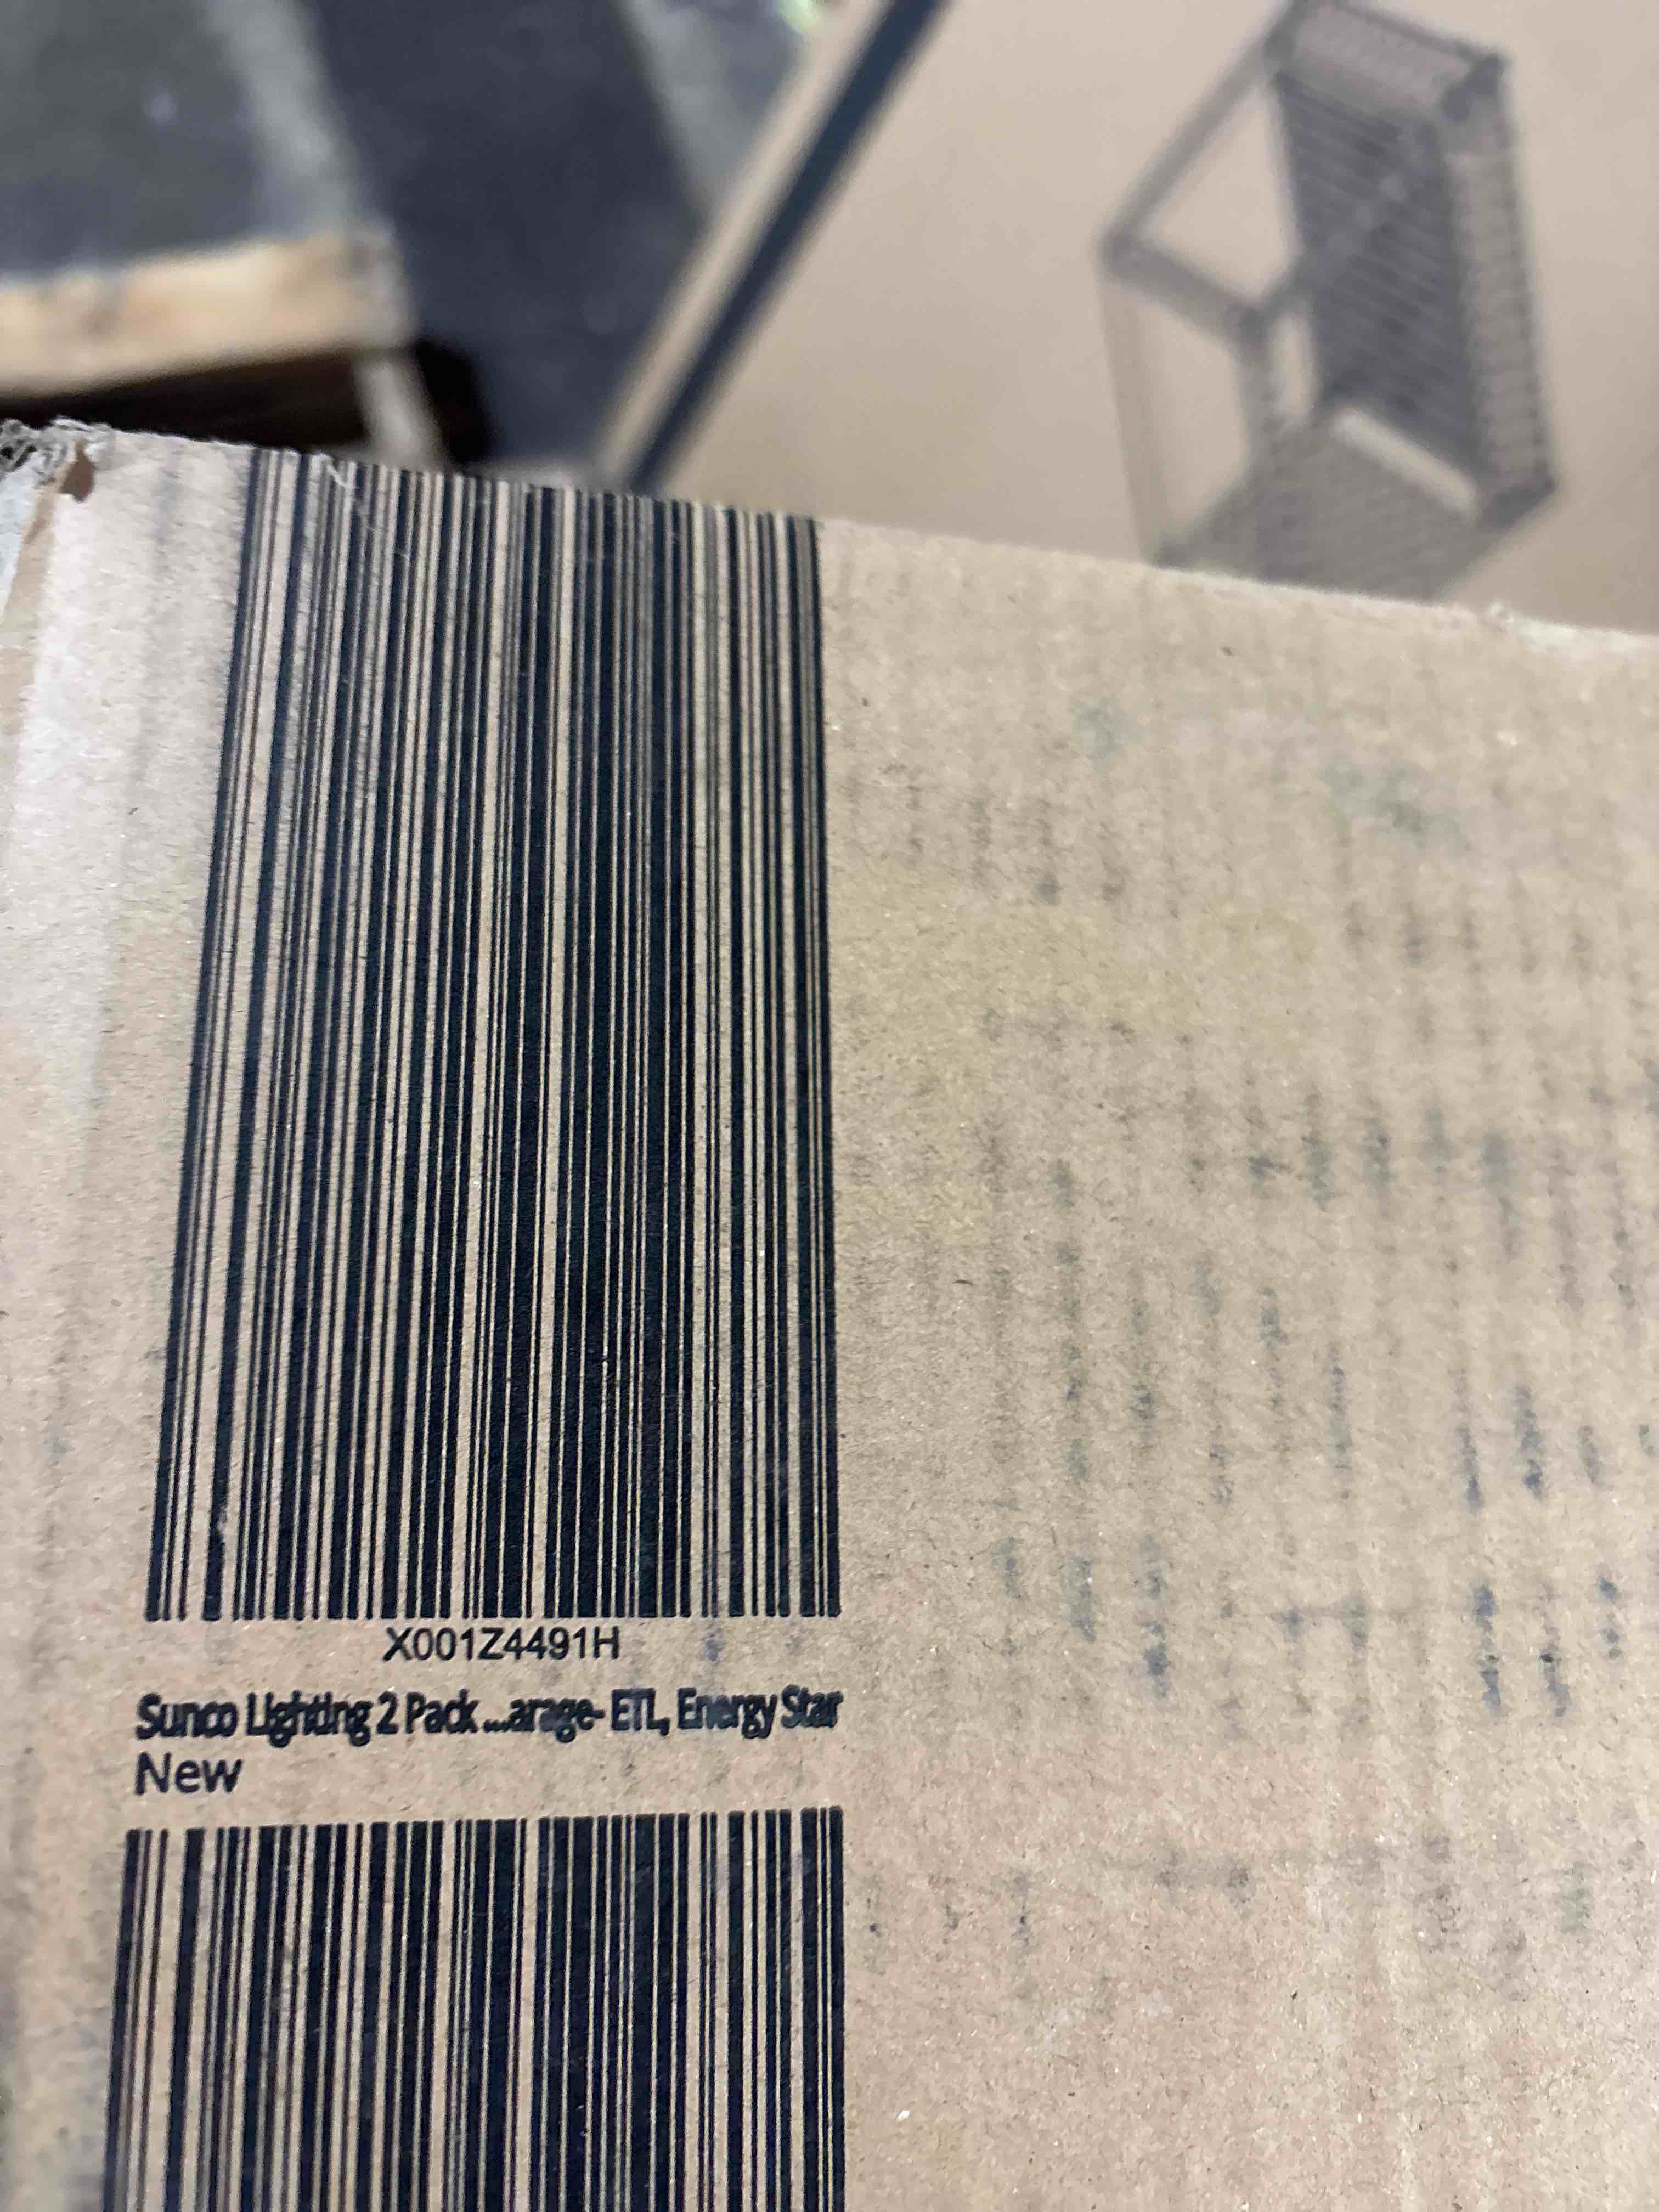 X001Z4491H
Sunco Lighting 2 Pack ...arage- ETL, Energy Star
New